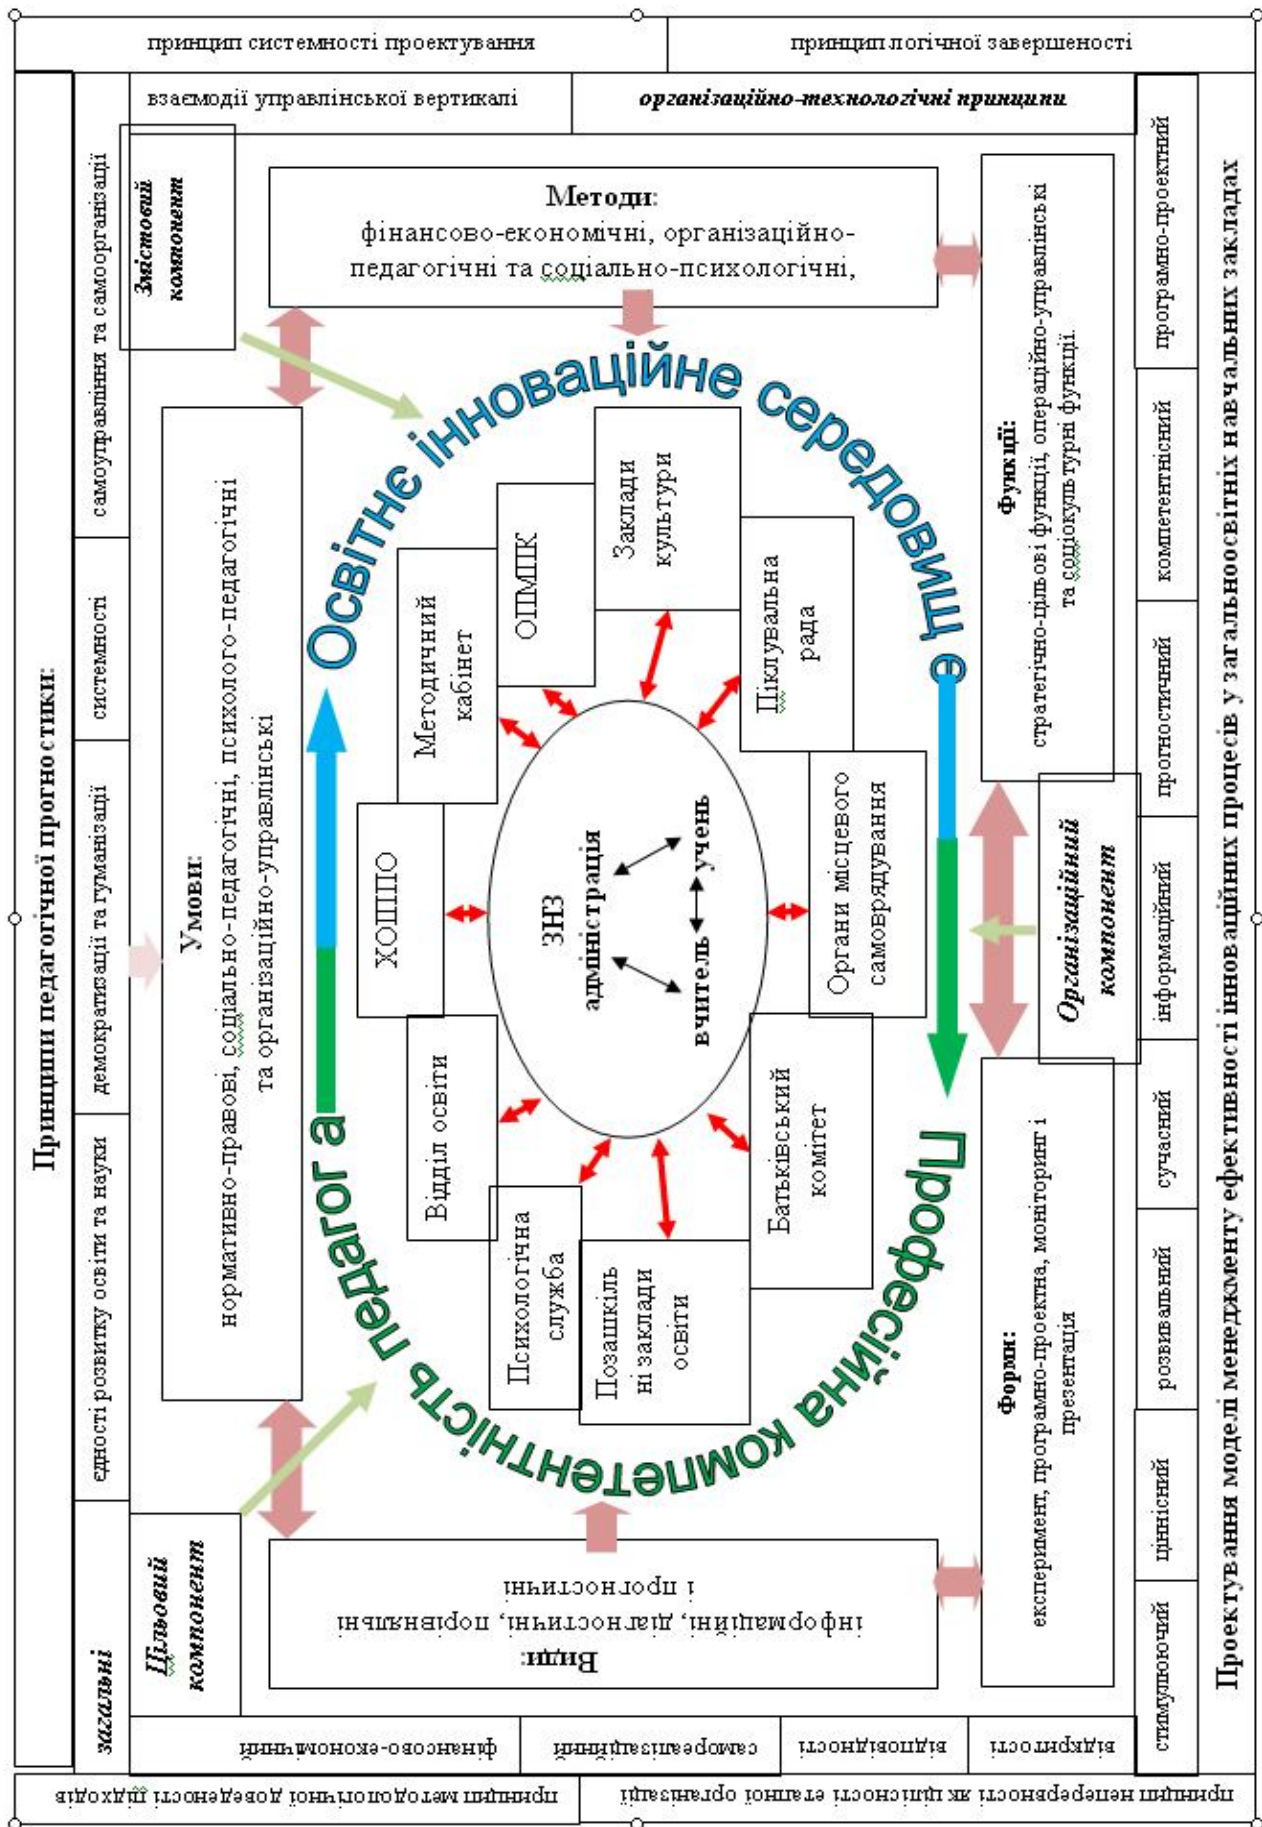 Принципи педагогічної прогностики:
загальні
єдності розвитку освіти та науки
демократизації та гуманізації
системності
самоуправління та самоорганізації
принцип системності проектування
принцип логічної завершеності
взаємодії управлінської вертикалі
організаційно-технологічні принципи
Цільовий
компонент
Умови:
нормативно-правові, соціально-педагогічні, психолого-педагогічні
та організаційно-управлінські
Змістовий
компонент
Методи:
фінансово-економічні, організаційно-
педагогічні та соціально-психологічні,
Види:
інформаційні, діагностичні, порівняльні
і прогностичні
Освітнє інноваційне середовище
Професійна компетентність педагога
ХОІППО
Методичний
кабінет
ОПМПК
Заклади
культури
Піклувальна
рада
Органи місцевого
самоврядування
Батьківський
комітет
Позашкіль
ні заклади
освіти
Психологічна
служба
Відділ освіти
ЗНЗ
адміністрація
вчитель
учень
Форми:
експеримент, програмно-проектна, моніторинг і
презентація
Організаційний
компонент
Функції:
стратегічно-цільові функції, операційно-управлінські
та соціокультурні функції.
стимулюючий
ціннісний
розвивальний
сучасний
інформаційний
прогностичний
компетентнісний
програмно-проектний
фінансово-економічний
самореалізаційний
відповідності
відкритості
принцип методологічної доведеності підходів
принцип неперервності як цілісності етапної організації
Проектування моделі менеджменту ефективності інноваційних процесів у загальноосвітніх навчальних закладах